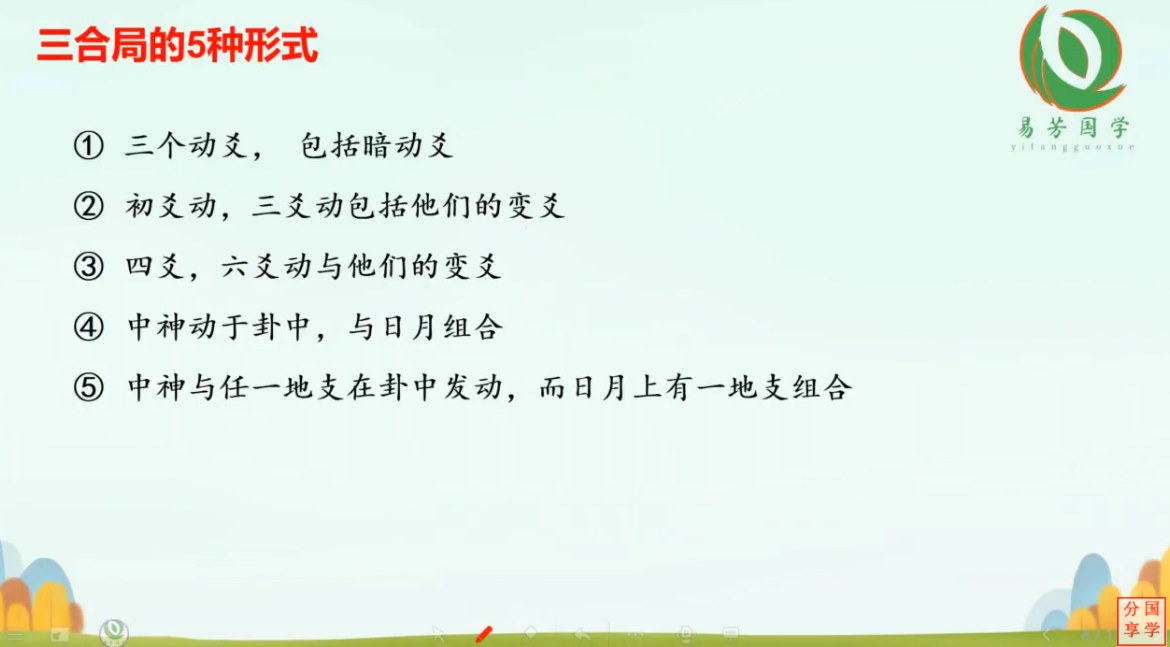 三合局的5种形式
易芳国学
yifangguoxue
① 三个动爻， 包括暗动爻
② 初爻动，三爻动包括他们的变爻
③ 四爻，六爻动与他们的变爻
④ 中神动于卦中，与日月组合
⑤ 中神与任一地支在卦中发动，而日月上有一地支组合
分国
享学